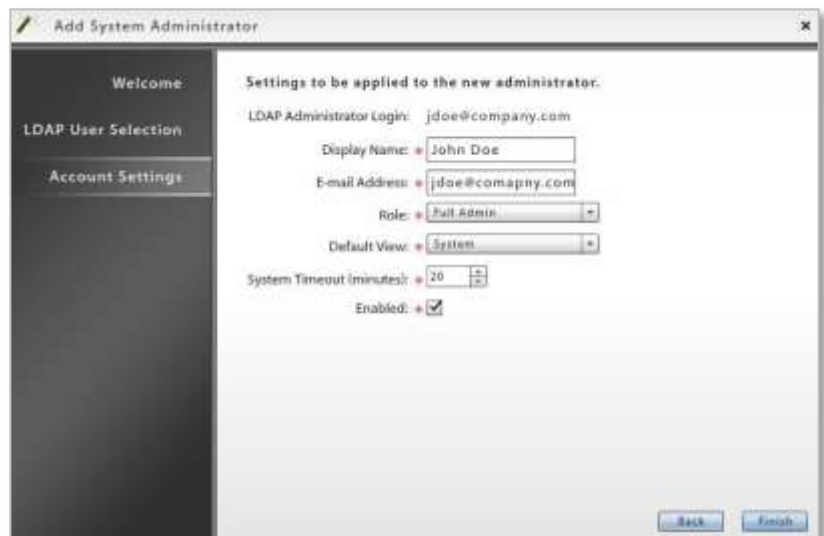 Add System Administrator
Welcome
LDAP User Selection
Account Settings
Settings to be applied to the new administrator.
LDAP Administrator Login: jdoe@company.com
Display Name: * John Doe
E-mail Address: * jdoe@comapny.com
Role: * Full Admin
Default View: * System
System Timeout (minutes): * 20
Enabled: *
Back
Finish